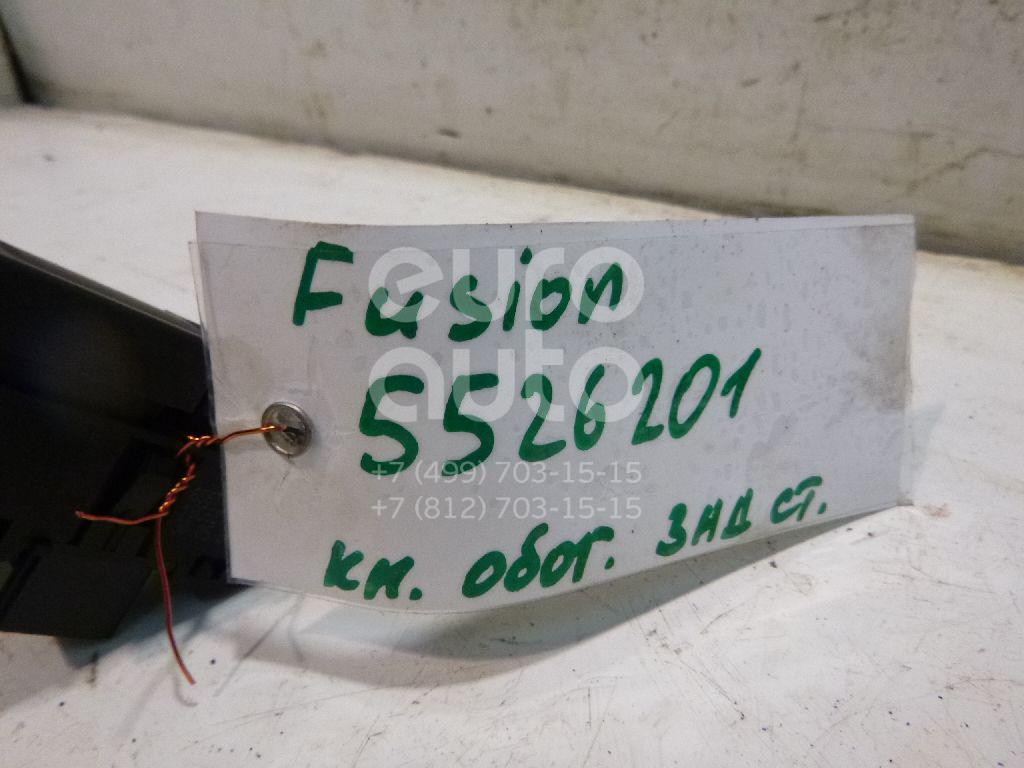 Fusion
euro
auto
5526201
+7 (499) 703-15-15
+7 (812) 703-15-15
кн. обог. ЗАД СТ.